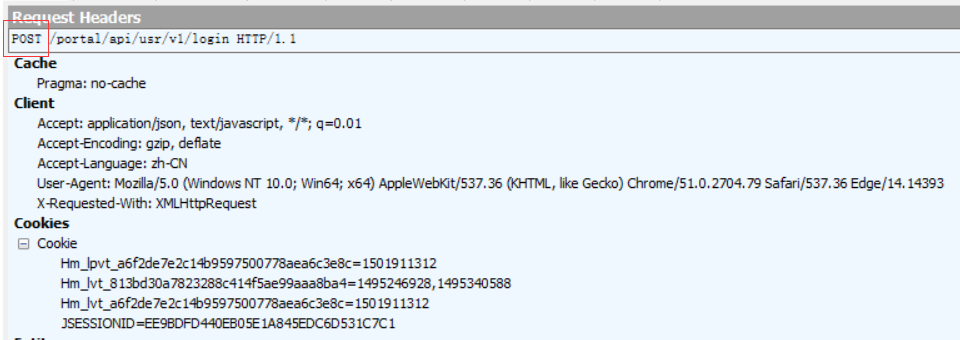 Request Headers
POST /portal/api/usr/v1/login HTTP/1.1
Cache
Pragma: no-cache
Client
Accept: application/json, text/javascript, */*; q=0.01
Accept-Encoding: gzip, deflate
Accept-Language: zh-CN
User-Agent: Mozilla/5.0 (Windows NT 10.0; Win64; x64) AppleWebKit/537.36 (KHTML, like Gecko) Chrome/51.0.2704.79 Safari/537.36 Edge/14.14393
X-Requested-With: XMLHttpRequest
Cookies
Cookie
Hm_lpvt_a6f2de7e2c14b9597500778aea6c3e8c=1501911312
Hm_lvt_813bd30a7823288c414f5ae99aaa8ba4=1495246928,1495340588
Hm_lvt_a6f2de7e2c14b9597500778aea6c3e8c=1501911312
JSESSIONID=EE9BDFD440EB05E1A845EDC6D531C7C1